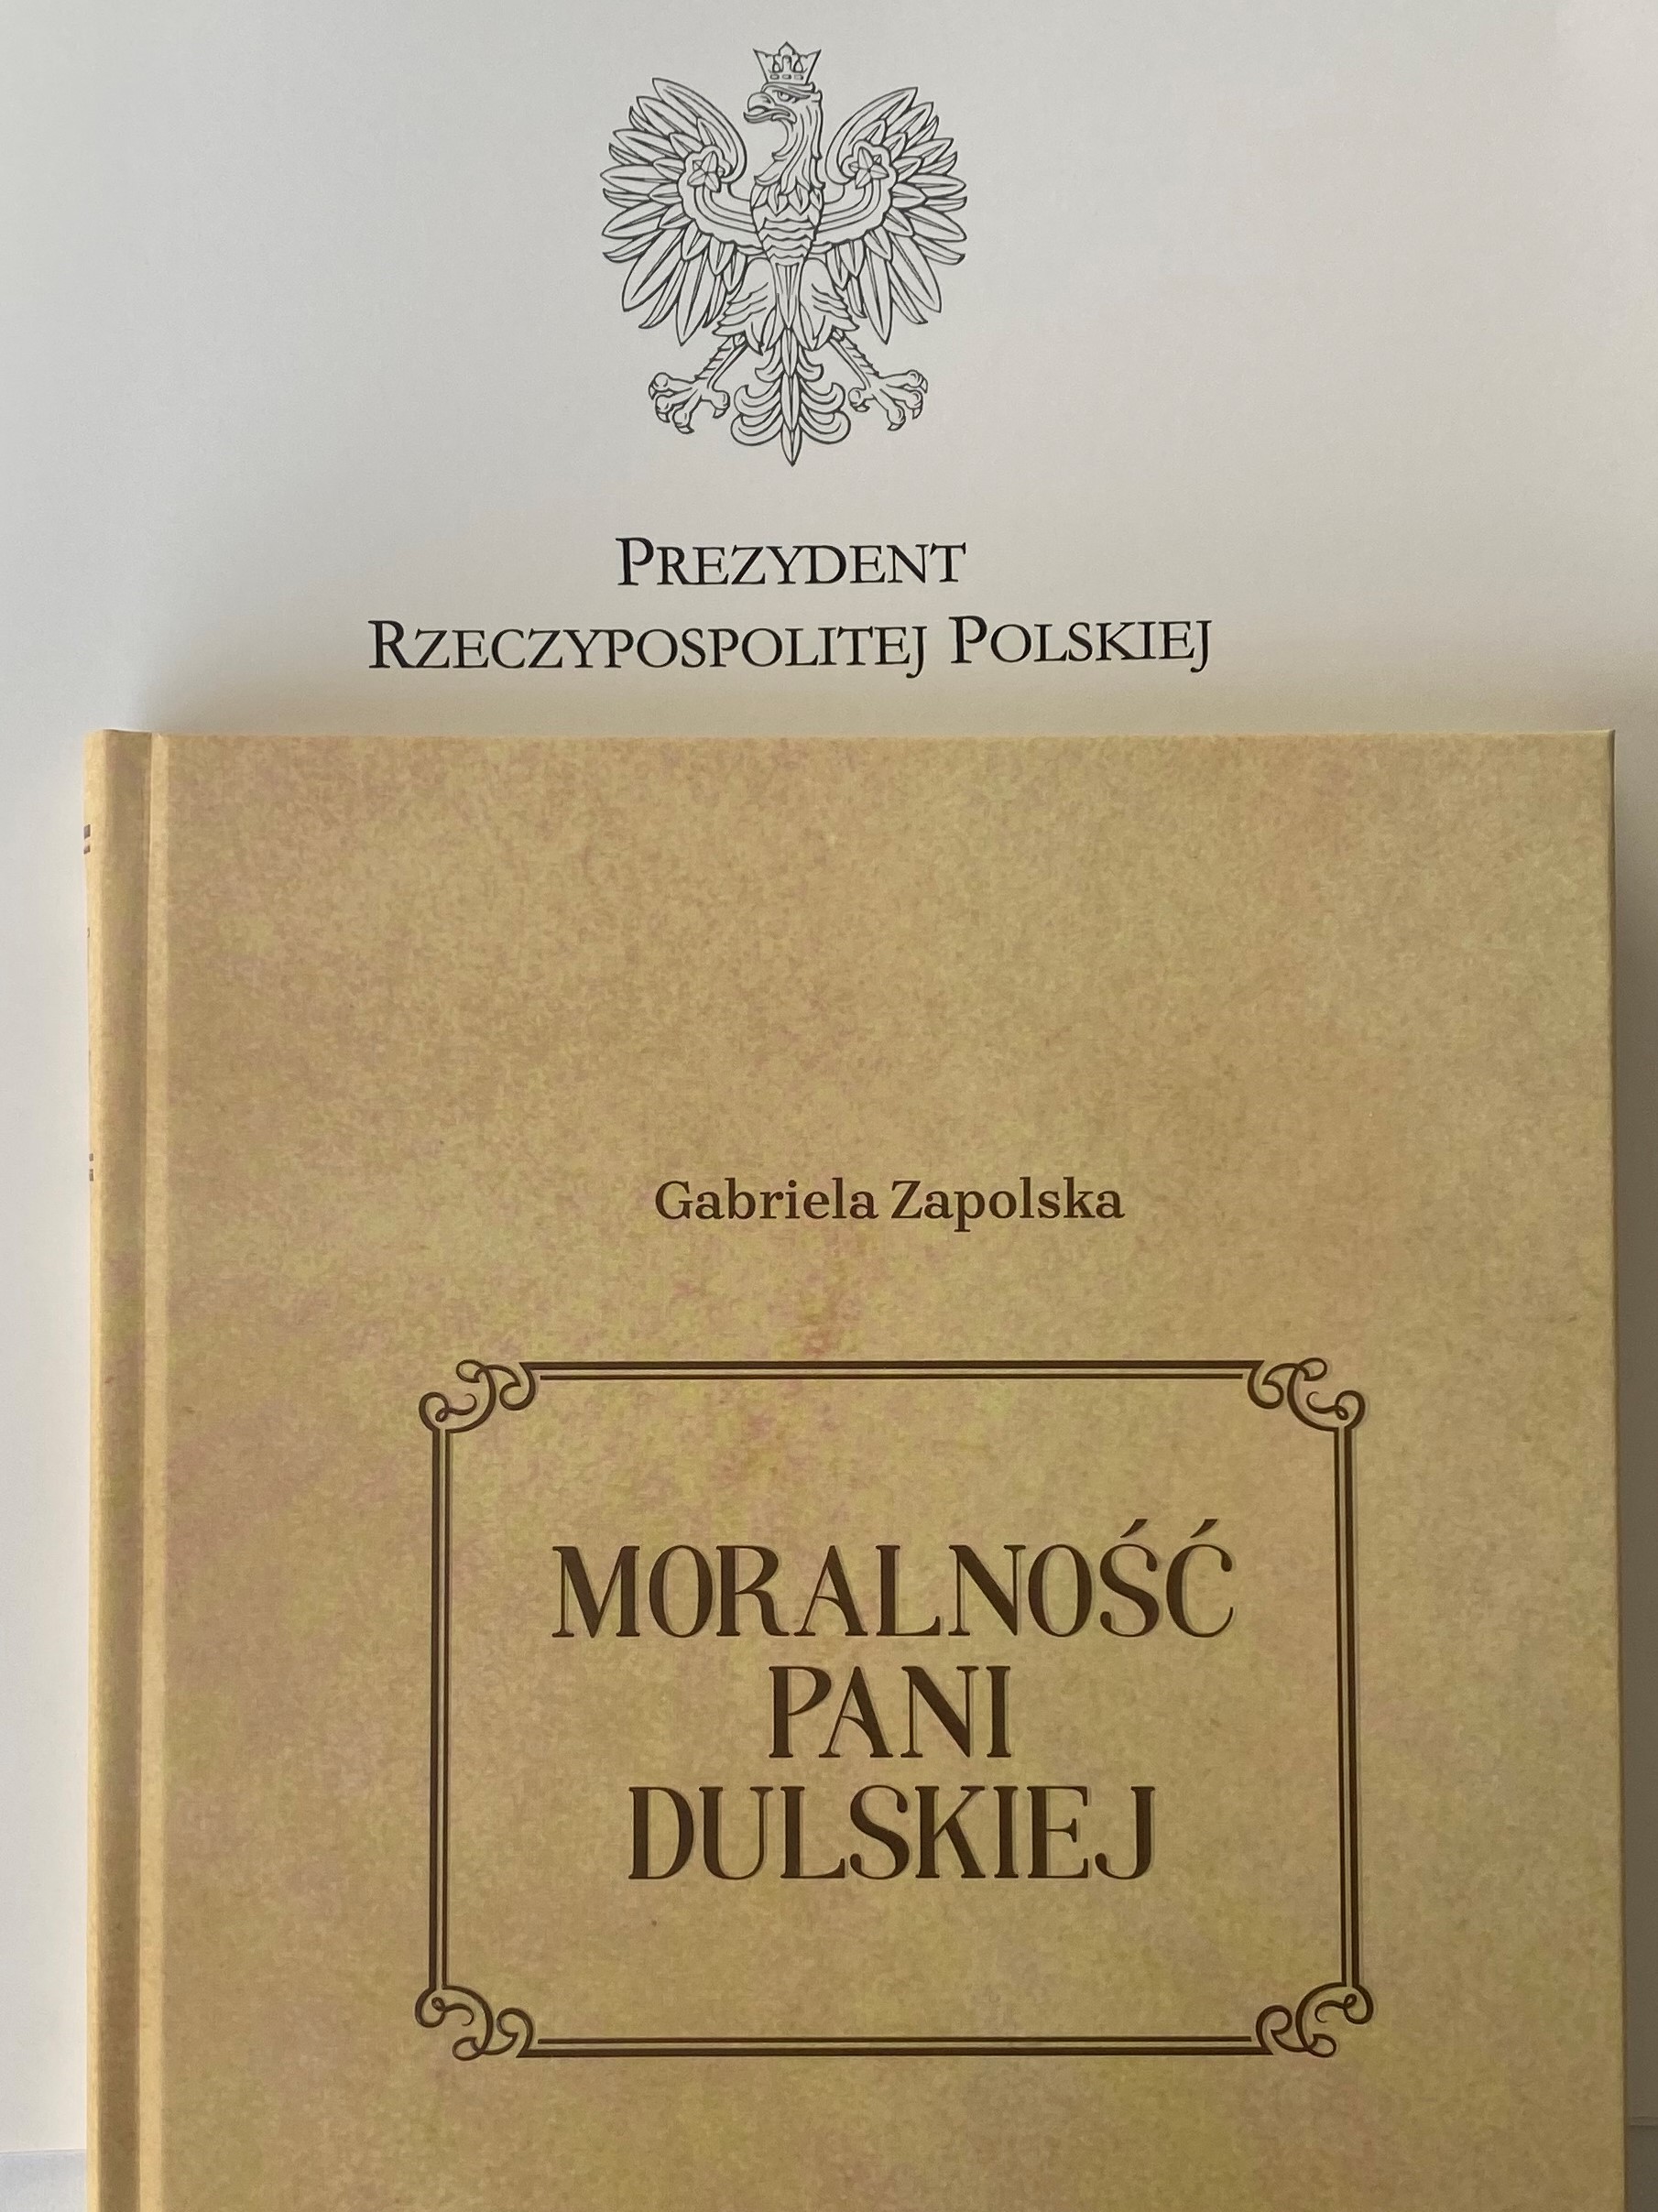 PREZYDENT
RZECZYPOSPOLITEJ POLSKIEJ
Gabriela Zapolska
MORALNOŚĆ
PANI
DULSKIEJ